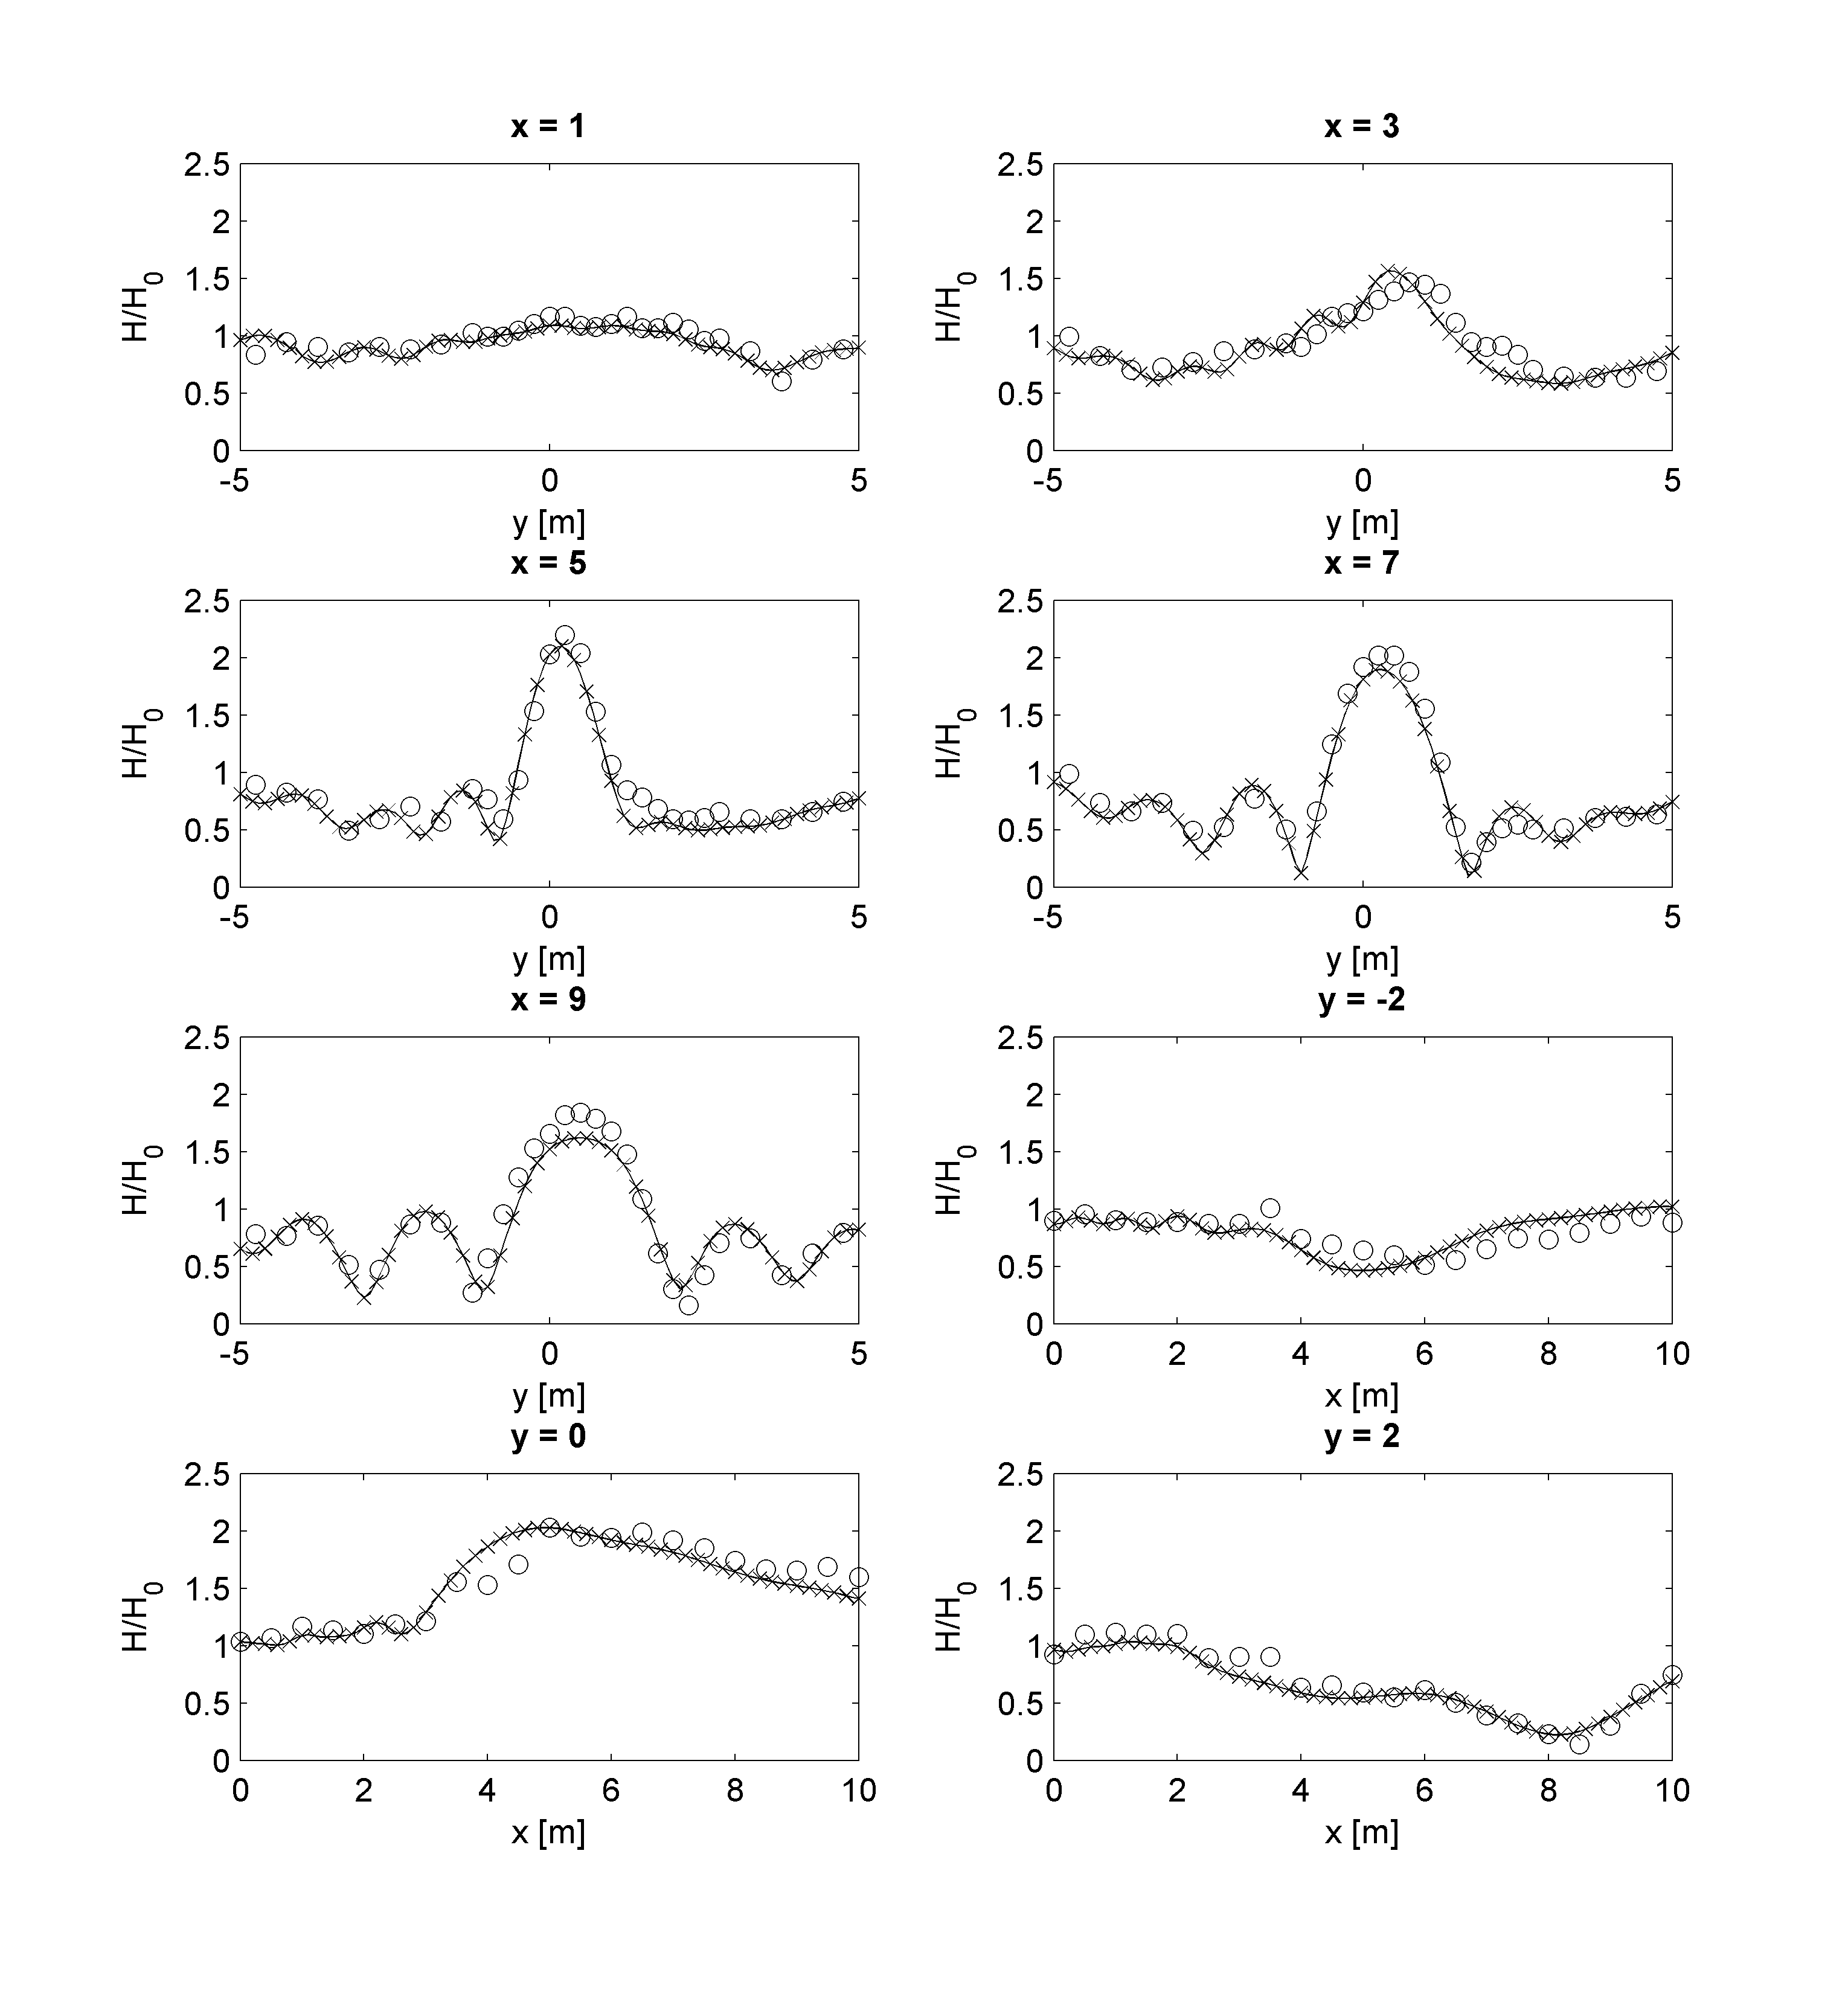 x = 1
2.5
2
1.5
1
0.5
0
H/H0
-5 0 5
y [m]
x = 3
2.5
2
1.5
1
0.5
0
H/H0
-5 0 5
y [m]
x = 5
2.5
2
1.5
1
0.5
0
H/H0
-5 0 5
y [m]
x = 7
2.5
2
1.5
1
0.5
0
H/H0
-5 0 5
y [m]
x = 9
2.5
2
1.5
1
0.5
0
H/H0
-5 0 5
y [m]
y = -2
2.5
2
1.5
1
0.5
0
H/H0
0 2 4 6 8 10
x [m]
y = 0
2.5
2
1.5
1
0.5
0
H/H0
0 2 4 6 8 10
x [m]
y = 2
2.5
2
1.5
1
0.5
0
H/H0
0 2 4 6 8 10
x [m]